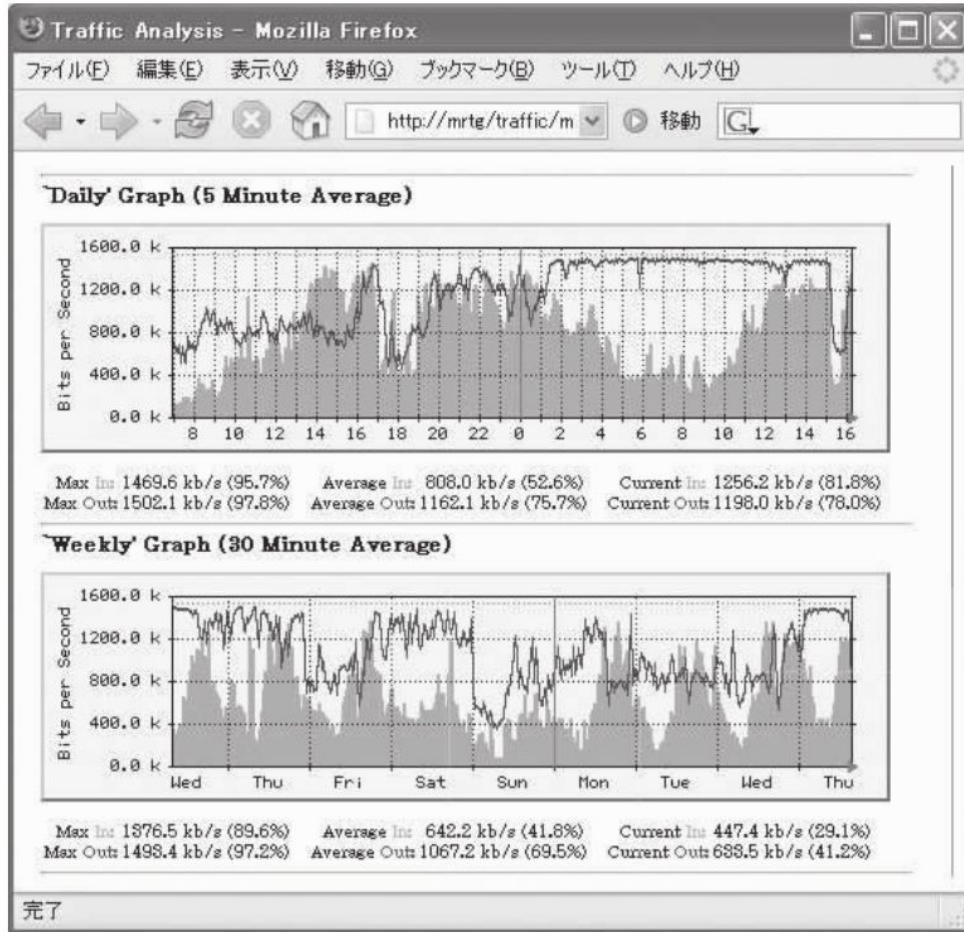 Traffic Analysis - Mozilla Firefox
ファイル(F) 編集(E) 表示(V) 移動(G) ブックマーク(B) ツール(T) ヘルプ(H)
http://mrtg/traffic/m 移動 G
`Daily' Graph (5 Minute Average)
Bits per Second
1600.0 k
1200.0 k
800.0 k
400.0 k
0.0 k
8 10 12 14 16 18 20 22 0 2 4 6 8 10 12 14 16
Max In: 1469.6 kb/s (95.7%) Average In: 808.0 kb/s (52.6%) Current In: 1256.2 kb/s (81.8%)
Max Out: 1502.1 kb/s (97.8%) Average Out: 1162.1 kb/s (75.7%) Current Out: 1198.0 kb/s (78.0%)
`Weekly' Graph (30 Minute Average)
Bits per Second
1600.0 k
1200.0 k
800.0 k
400.0 k
0.0 k
Wed Thu Fri Sat Sun Mon Tue Wed Thu
Max In: 1376.5 kb/s (89.6%) Average In: 642.2 kb/s (41.8%) Current In: 447.4 kb/s (29.1%)
Max Out: 1493.4 kb/s (97.2%) Average Out: 1067.2 kb/s (69.5%) Current Out: 633.5 kb/s (41.2%)
完了